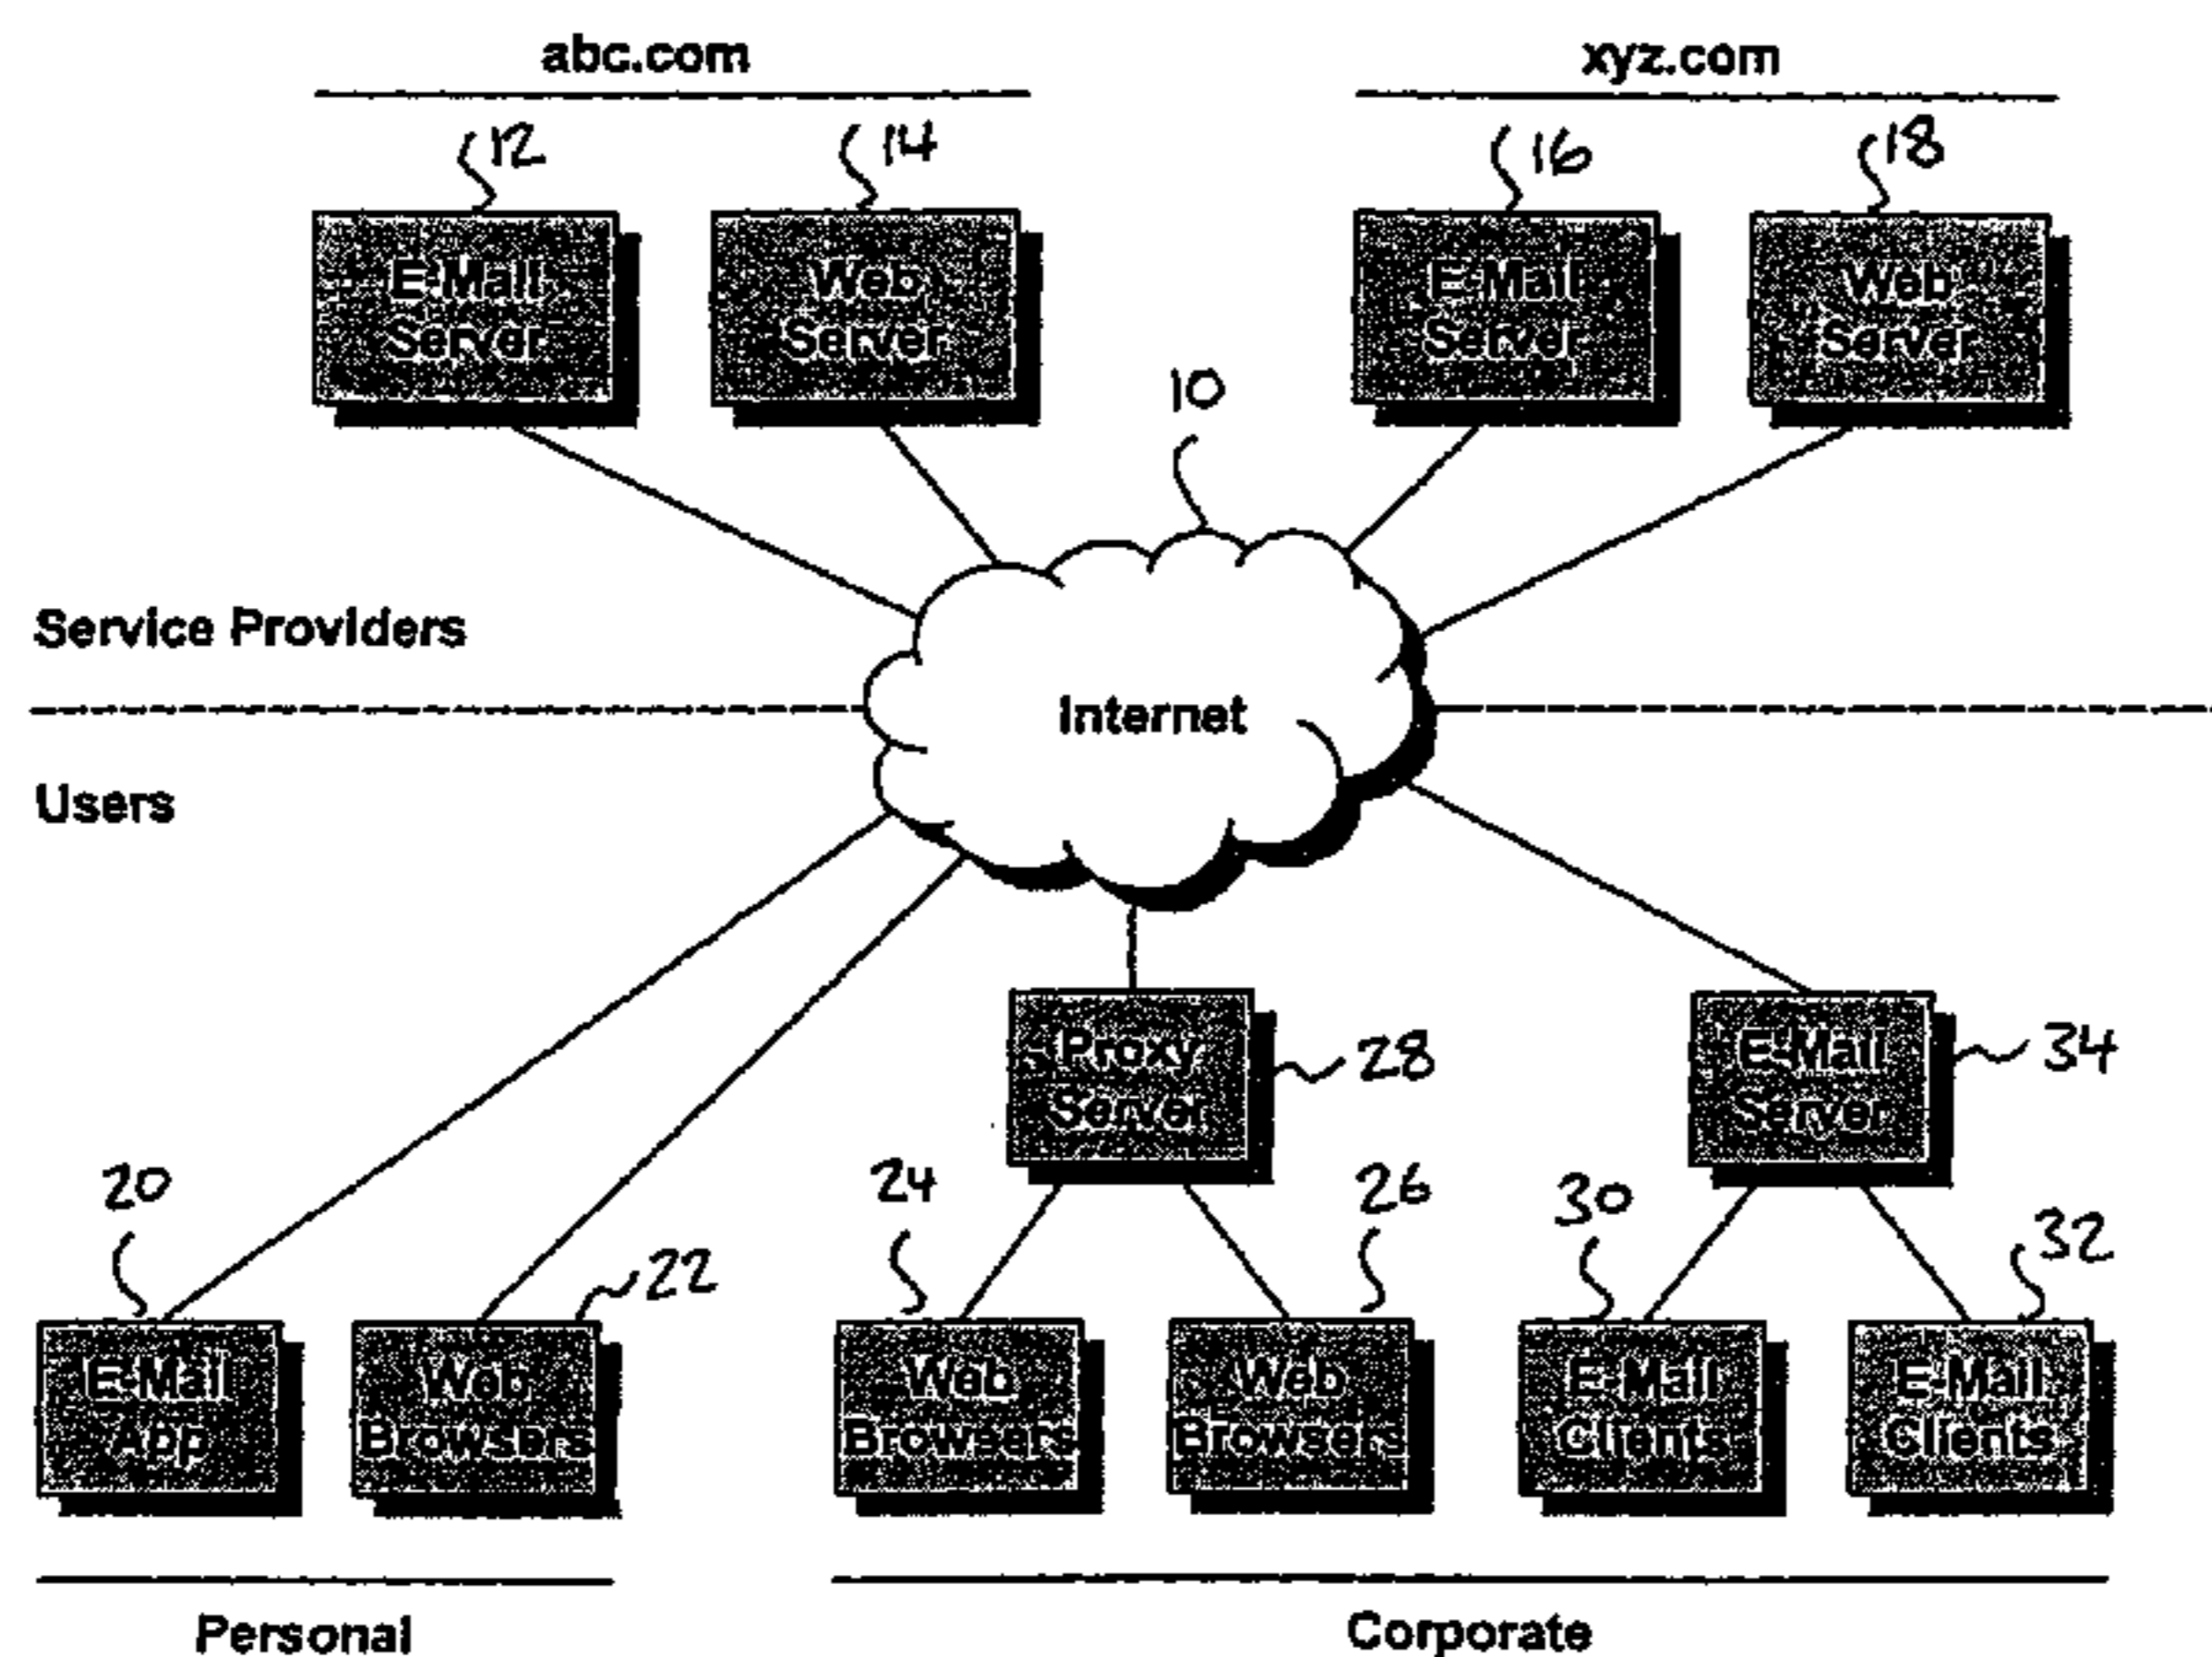 abc.com
xyz.com
12
14
16
18
E-Mail
Server
Web
Server
E-Mail
Server
Web
Server
10
Service Providers
Internet
Users
Proxy
Server
28
E-Mail
Server
34
20
22
24
26
30
32
E-Mail
App
Web
Browsers
Web
Browsers
Web
Browsers
E-Mail
Clients
E-Mail
Clients
Personal
Corporate